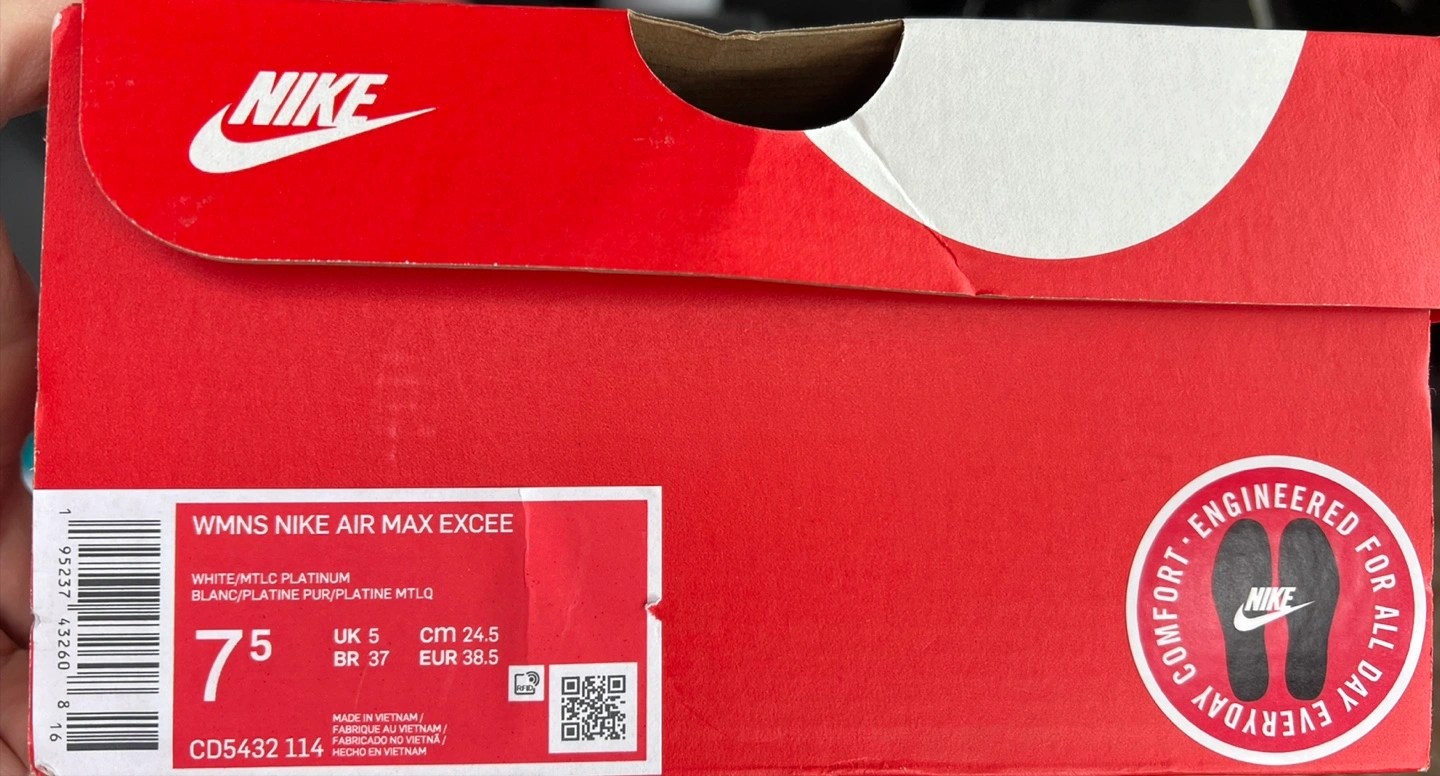 NIKE
WMNS NIKE AIR MAX EXCEE
WHITE/MTLC PLATINUM
BLANC/PLATINE PUR/PLATINE MTLQ
7 5
UK 5 cm 24.5
BR 37 EUR 38.5
RFID
MADE IN VIETNAM /
FABRIQUE AU VIETNAM /
FABRICADO NO VIETNÃ /
HECHO EN VIETNAM
CD5432 114
1 95237 43260 8 16
ENGINEERED FOR ALL DAY EVERYDAY COMFORT ·
NIKE